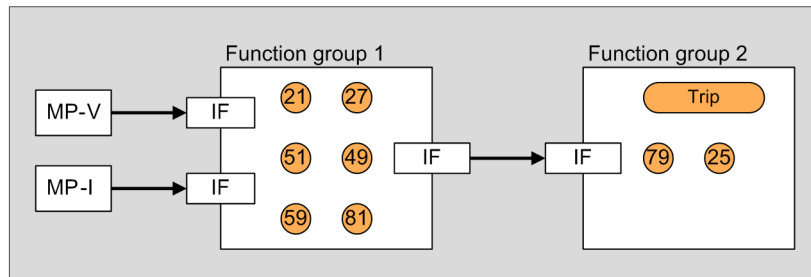 Function group 1
Function group 2
21 27
Trip
MP-V
IF
51 49
IF
IF
79 25
MP-I
IF
59 81